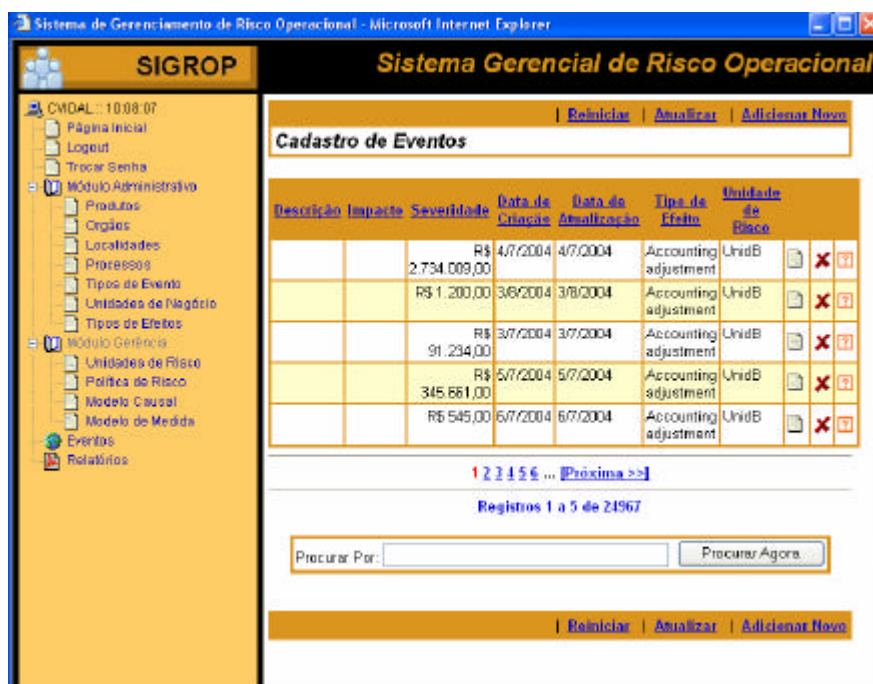 Sistema de Gerenciamento de Risco Operacional - Microsoft Internet Explorer
SIGROP
Sistema Gerencial de Risco Operacional
CVIDAL :: 10:08:07
Página Inicial
Logout
Trocar Senha
Módulo Administrativo
Produtos
Orgãos
Localidades
Processos
Tipos de Evento
Unidades de Negócio
Tipos de Efeitos
Módulo Gerência
Unidades de Risco
Política de Risco
Modelo Causal
Modelo de Medida
Eventos
Relatórios
| Reiniciar | Atualizar | Adicionar Novo
Cadastro de Eventos
Descrição Impacto Severidade Data de Criação Data de Atualização Tipo de Efeito Unidade de Risco
R$ 2.734.009,00 4/7/2004 4/7/2004 Accounting adjustment UnidB
R$ 1.200,00 3/8/2004 3/8/2004 Accounting adjustment UnidB
R$ 91.234,00 3/7/2004 3/7/2004 Accounting adjustment UnidB
R$ 345.661,00 5/7/2004 5/7/2004 Accounting adjustment UnidB
R$ 545,00 6/7/2004 6/7/2004 Accounting adjustment UnidB
1 2 3 4 5 6 ... [Próxima >>]
Registros 1 a 5 de 24967
Procurar Por: Procurar Agora
| Reiniciar | Atualizar | Adicionar Novo